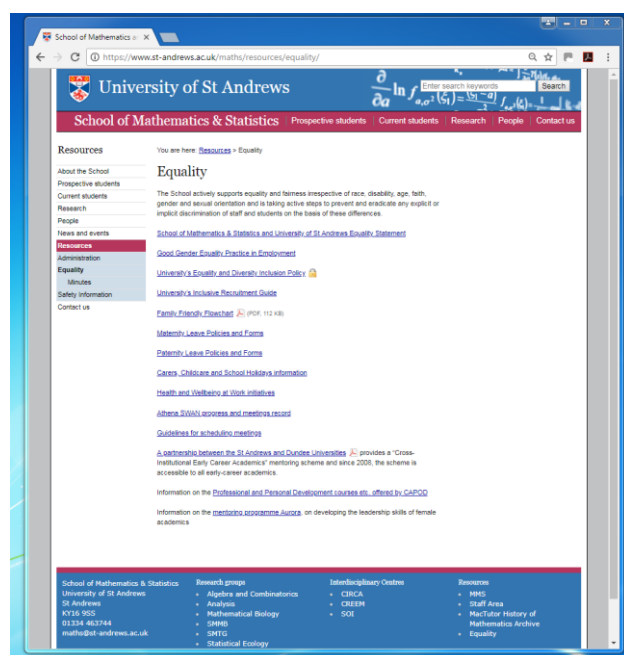 School of Mathematics a
https://www.st-andrews.ac.uk/maths/resources/equality/
University of St Andrews
Enter search keywords
Search
School of Mathematics & Statistics
Prospective students
Current students
Research
People
Contact us
Resources
About the School
Prospective students
Current students
Research
People
News and events
Resources
Administration
Equality
Minutes
Safety Information
Contact us
You are here: Resources > Equality
Equality
The School actively supports equality and fairness irrespective of race, disability, age, faith,
gender and sexual orientation and is taking active steps to prevent and eradicate any explicit or
implicit discrimination of staff and students on the basis of these differences.
School of Mathematics & Statistics and University of St Andrews Equality Statement
Good Gender Equality Practice in Employment
University's Equality and Diversity Inclusion Policy
University's Inclusive Recruitment Guide
Family Friendly Flowchart (PDF, 112 KB)
Maternity Leave Policies and Forms
Paternity Leave Policies and Forms
Carers, Childcare and School Holidays information
Health and Wellbeing at Work initiatives
Athena SWAN progress and meetings record
Guidelines for scheduling meetings
A partnership between the St Andrews and Dundee Universities provides a "Cross-
Institutional Early Career Academics" mentoring scheme and since 2008, the scheme is
accessible to all early-career academics.
Information on the Professional and Personal Development courses etc. offered by CAPOD
Information on the mentoring programme Aurora, on developing the leadership skills of female
academics
School of Mathematics & Statistics
University of St Andrews
St Andrews
KY16 9SS
01334 463744
maths@st-andrews.ac.uk
Research groups
Algebra and Combinatorics
Analysis
Mathematical Biology
SMMB
SMTG
Statistical Ecology
Interdisciplinary Centres
CIRCA
CREEM
SOI
Resources
MMS
Staff Area
MacTutor History of
Mathematics Archive
Equality